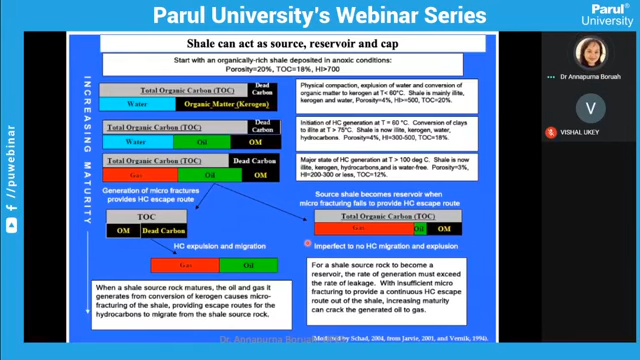 Parul University's Webinar Series
Parul®
University
Shale can act as source, reservoir and cap
Start with an organically-rich shale deposited in anoxic conditions:
Porosity=20%, TOC=18%, HI>700
INCREASING MATURITY
Total Organic Carbon (TOC)
Dead
Carbon
Water
Organic Matter (Kerogen)
Physical compaction, explusion of water and conversion of
organic matter to kerogen at T< 60°C. Shale is mainly illite,
kerogen and water. Porosity=4%, HI>=500, TOC=20%.
Total Organic Carbon (TOC)
Dead
Carbon
Water
Oil
OM
Initiation of HC generation at T= 60 °C. Conversion of clays
to illite at T> 75°C. Shale is now illite, kerogen, water,
hydrocarbons. Porosity=4%, HI=300-500, TOC=18%.
Total Organic Carbon (TOC)
Dead Carbon
Gas
Oil
OM
Major state of HC generation at T > 100 deg C. Shale is now
illite, kerogen, hydrocarbons,and is water-free. Porosity=3%,
HI=200-300 or less, TOC=12%.
Generation of micro fractures
provides HC escape route
Source shale becomes reservoir when
micro fracturing fails to provide HC escape route
TOC
OM
Dead Carbon
Total Organic Carbon (TOC)
Gas
Oil
OM
HC expulsion and migration
Imperfect to no HC migration and explusion
Gas
Oil
When a shale source rock matures, the oil and gas it
generates from conversion of kerogen causes micro-
fracturing of the shale, providing escape routes for
the hydrocarbons to migrate from the shale source rock.
For a shale source rock to become a
reservoir, the rate of generation must exceed
the rate of leakage. With insufficient micro
fracturing to provide a continuous HC escape
route out of the shale, increasing maturity
can crack the generated oil to gas.
Dr. Annapurna Boruah
(Modified by Schad, 2004, from Jarvie, 2001, and Vernik, 1994).
Dr Annapurna Boruah
V
VISHAL UKEY
/puwebinar